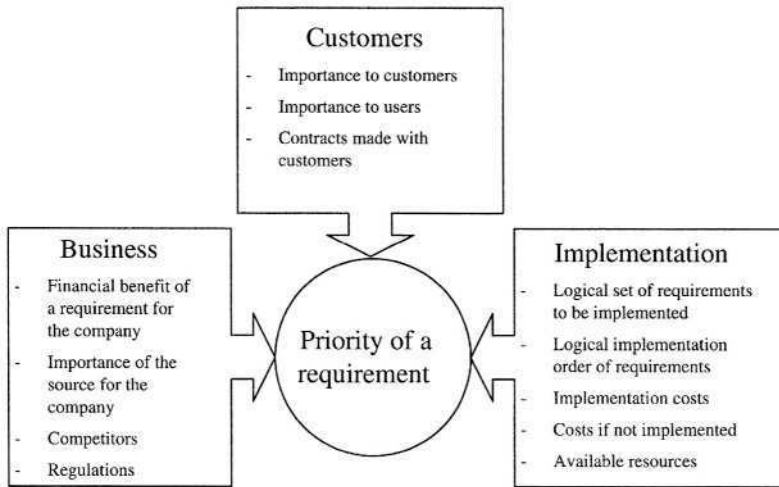 Customers
- Importance to customers
- Importance to users
- Contracts made with
customers
Business
- Financial benefit of
a requirement for
the company
- Importance of the
source for the
company
- Competitors
- Regulations
Priority of a
requirement
Implementation
- Logical set of requirements
to be implemented
- Logical implementation
order of requirements
- Implementation costs
- Costs if not implemented
- Available resources